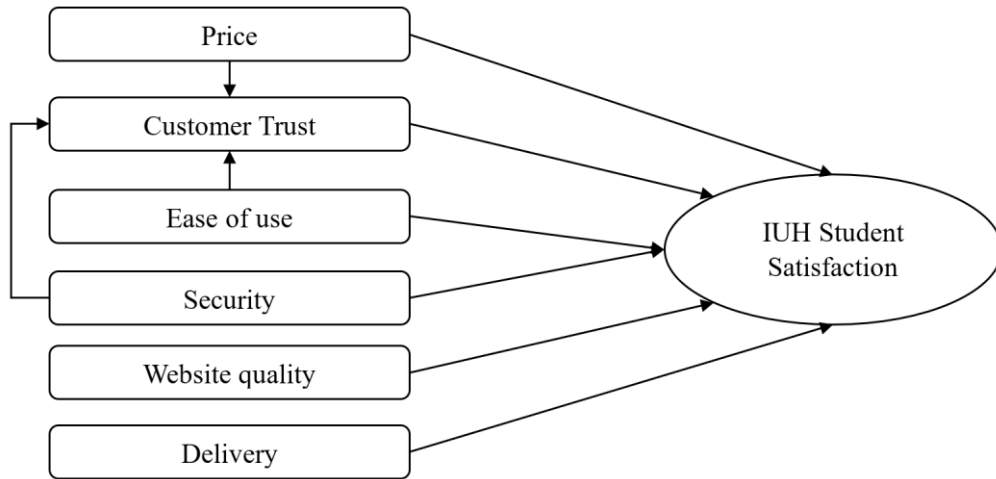 Price
Customer Trust
Ease of use
Security
Website quality
Delivery
IUH Student
Satisfaction